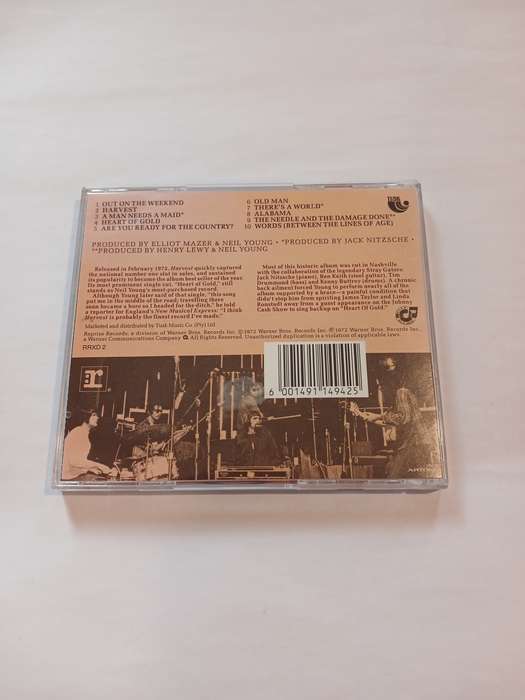 1 OUT ON THE WEEKEND
2 HARVEST
3 A MAN NEEDS A MAID*
4 HEART OF GOLD
5 ARE YOU READY FOR THE COUNTRY?
6 OLD MAN
7 THERE'S A WORLD*
8 ALABAMA
9 THE NEEDLE AND THE DAMAGE DONE**
10 WORDS (BETWEEN THE LINES OF AGE)
PRODUCED BY ELLIOT MAZER & NEIL YOUNG • *PRODUCED BY JACK NITZSCHE •
**PRODUCED BY HENRY LEWY & NEIL YOUNG
Released in February 1972, Harvest quickly captured
the national number one slot in sales, and sustained
its popularity to become the album best seller of the year.
Its most prominent single cut, "Heart of Gold," still
stands as Neil Young's most purchased record.
Although Young later said of that single, "this song
put me in the middle of the road; travelling there
soon became a bore so I headed for the ditch," he told
a reporter for England's New Musical Express: "I think
Harvest is probably the finest record I've made."
Most of this historic album was cut in Nashville
with the collaboration of the legendary Stray Gators:
Jack Nitzsche (piano), Ben Keith (steel guitar), Tim
Drummond (bass) and Kenny Buttrey (drums). A chronic
back ailment forced Young to perform nearly all of the
album supported by a brace—a painful condition that
didn't stop him from spiriting James Taylor and Linda
Ronstadt away from a guest appearance on the Johnny
Cash Show to sing backup on "Heart Of Gold."
Marketed and distributed by Tusk Music Co. (Pty) Ltd
Reprise Records, a division of Warner Bros. Records Inc. ℗ 1972 Warner Bros. Records Inc. © 1972 Warner Bros. Records Inc.
a Warner Communications Company All Rights Reserved. Unauthorized duplication is a violation of applicable laws.
RRXD 2
6 001491 149425